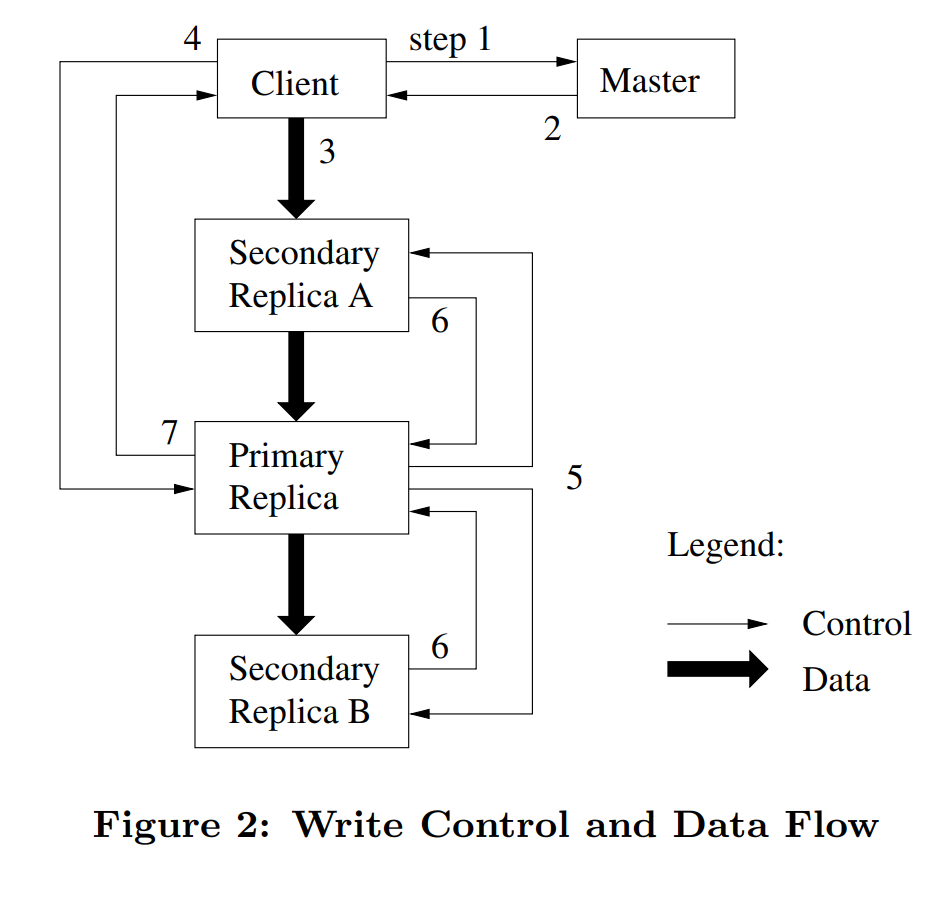 4
step 1
Client
Master
2
3
Secondary
Replica A
6
7
Primary
Replica
5
Legend:
Control
Data
6
Secondary
Replica B
Figure 2: Write Control and Data Flow